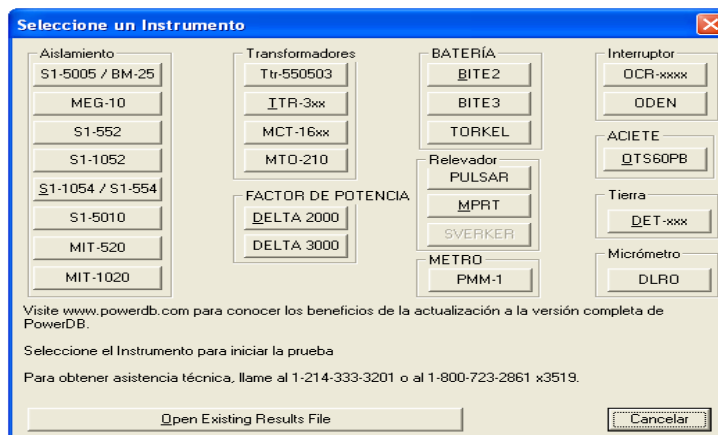 Seleccione un Instrumento
Aislamiento
S1-5005 / BM-25
MEG-10
S1-552
S1-1052
S1-1054 / S1-554
S1-5010
MIT-520
MIT-1020
Transformadores
Ttr-550503
TTR-3xx
MCT-16xx
MTO-210
FACTOR DE POTENCIA
DELTA 2000
DELTA 3000
BATERÍA
BITE2
BITE3
TORKEL
Relevador
PULSAR
MPRT
SVERKER
METRO
PMM-1
Interruptor
OCR-xxxx
ODEN
ACIETE
OTS60PB
Tierra
DET-xxx
Micrómetro
DLRO
Visite www.powerdb.com para conocer los beneficios de la actualización a la versión completa de
PowerDB.
Seleccione el Instrumento para iniciar la prueba
Para obtener asistencia técnica, llame al 1-214-333-3201 o al 1-800-723-2861 x3519.
Open Existing Results File
Cancelar